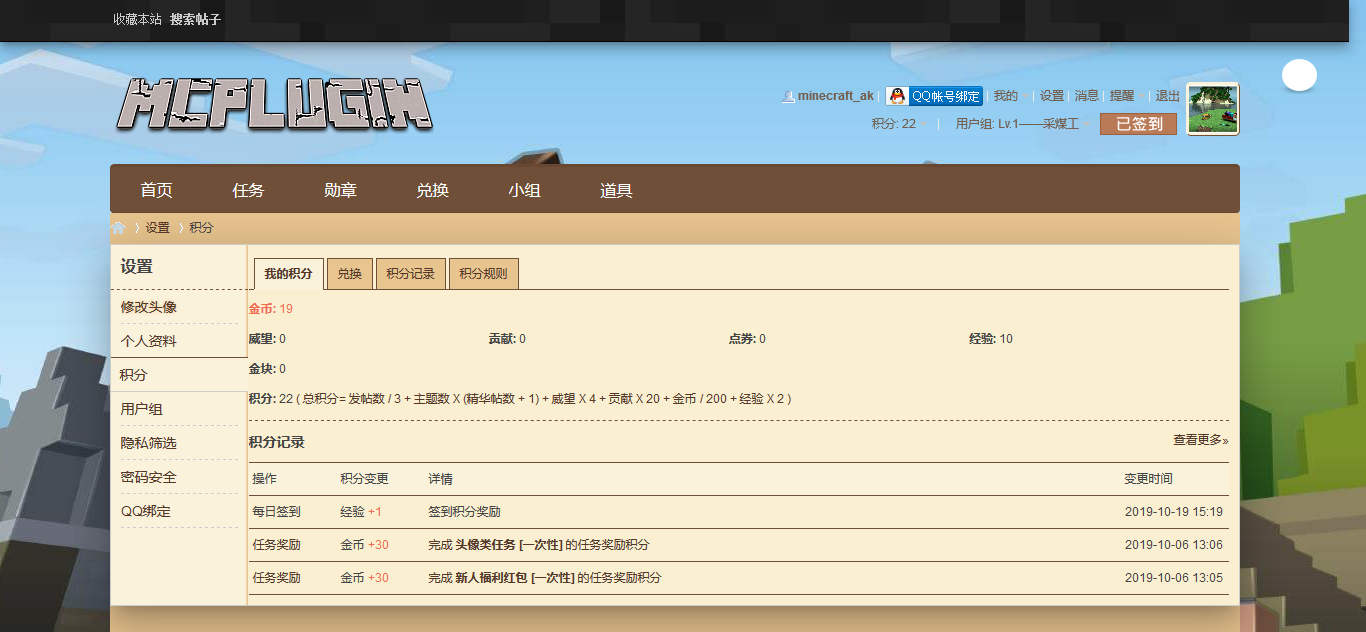 收藏本站 搜索帖子
MCPLUGIN
minecraft_ak | QQ帐号绑定 | 我的 | 设置 | 消息 | 提醒 | 退出
积分: 22 | 用户组: Lv.1——采煤工 已签到
首页 任务 勋章 兑换 小组 道具
设置 › 积分
设置
修改头像
个人资料
积分
用户组
隐私筛选
密码安全
QQ绑定
我的积分 兑换 积分记录 积分规则
金币: 19
威望: 0 贡献: 0 点券: 0 经验: 10
金块: 0
积分: 22 ( 总积分= 发帖数 / 3 + 主题数 X (精华帖数 + 1) + 威望 X 4 + 贡献 X 20 + 金币 / 200 + 经验 X 2 )
积分记录 查看更多»
操作 积分变更 详情 变更时间
每日签到 经验 +1 签到积分奖励 2019-10-19 15:19
任务奖励 金币 +30 完成 头像类任务 [一次性] 的任务奖励积分 2019-10-06 13:06
任务奖励 金币 +30 完成 新人福利红包 [一次性] 的任务奖励积分 2019-10-06 13:05